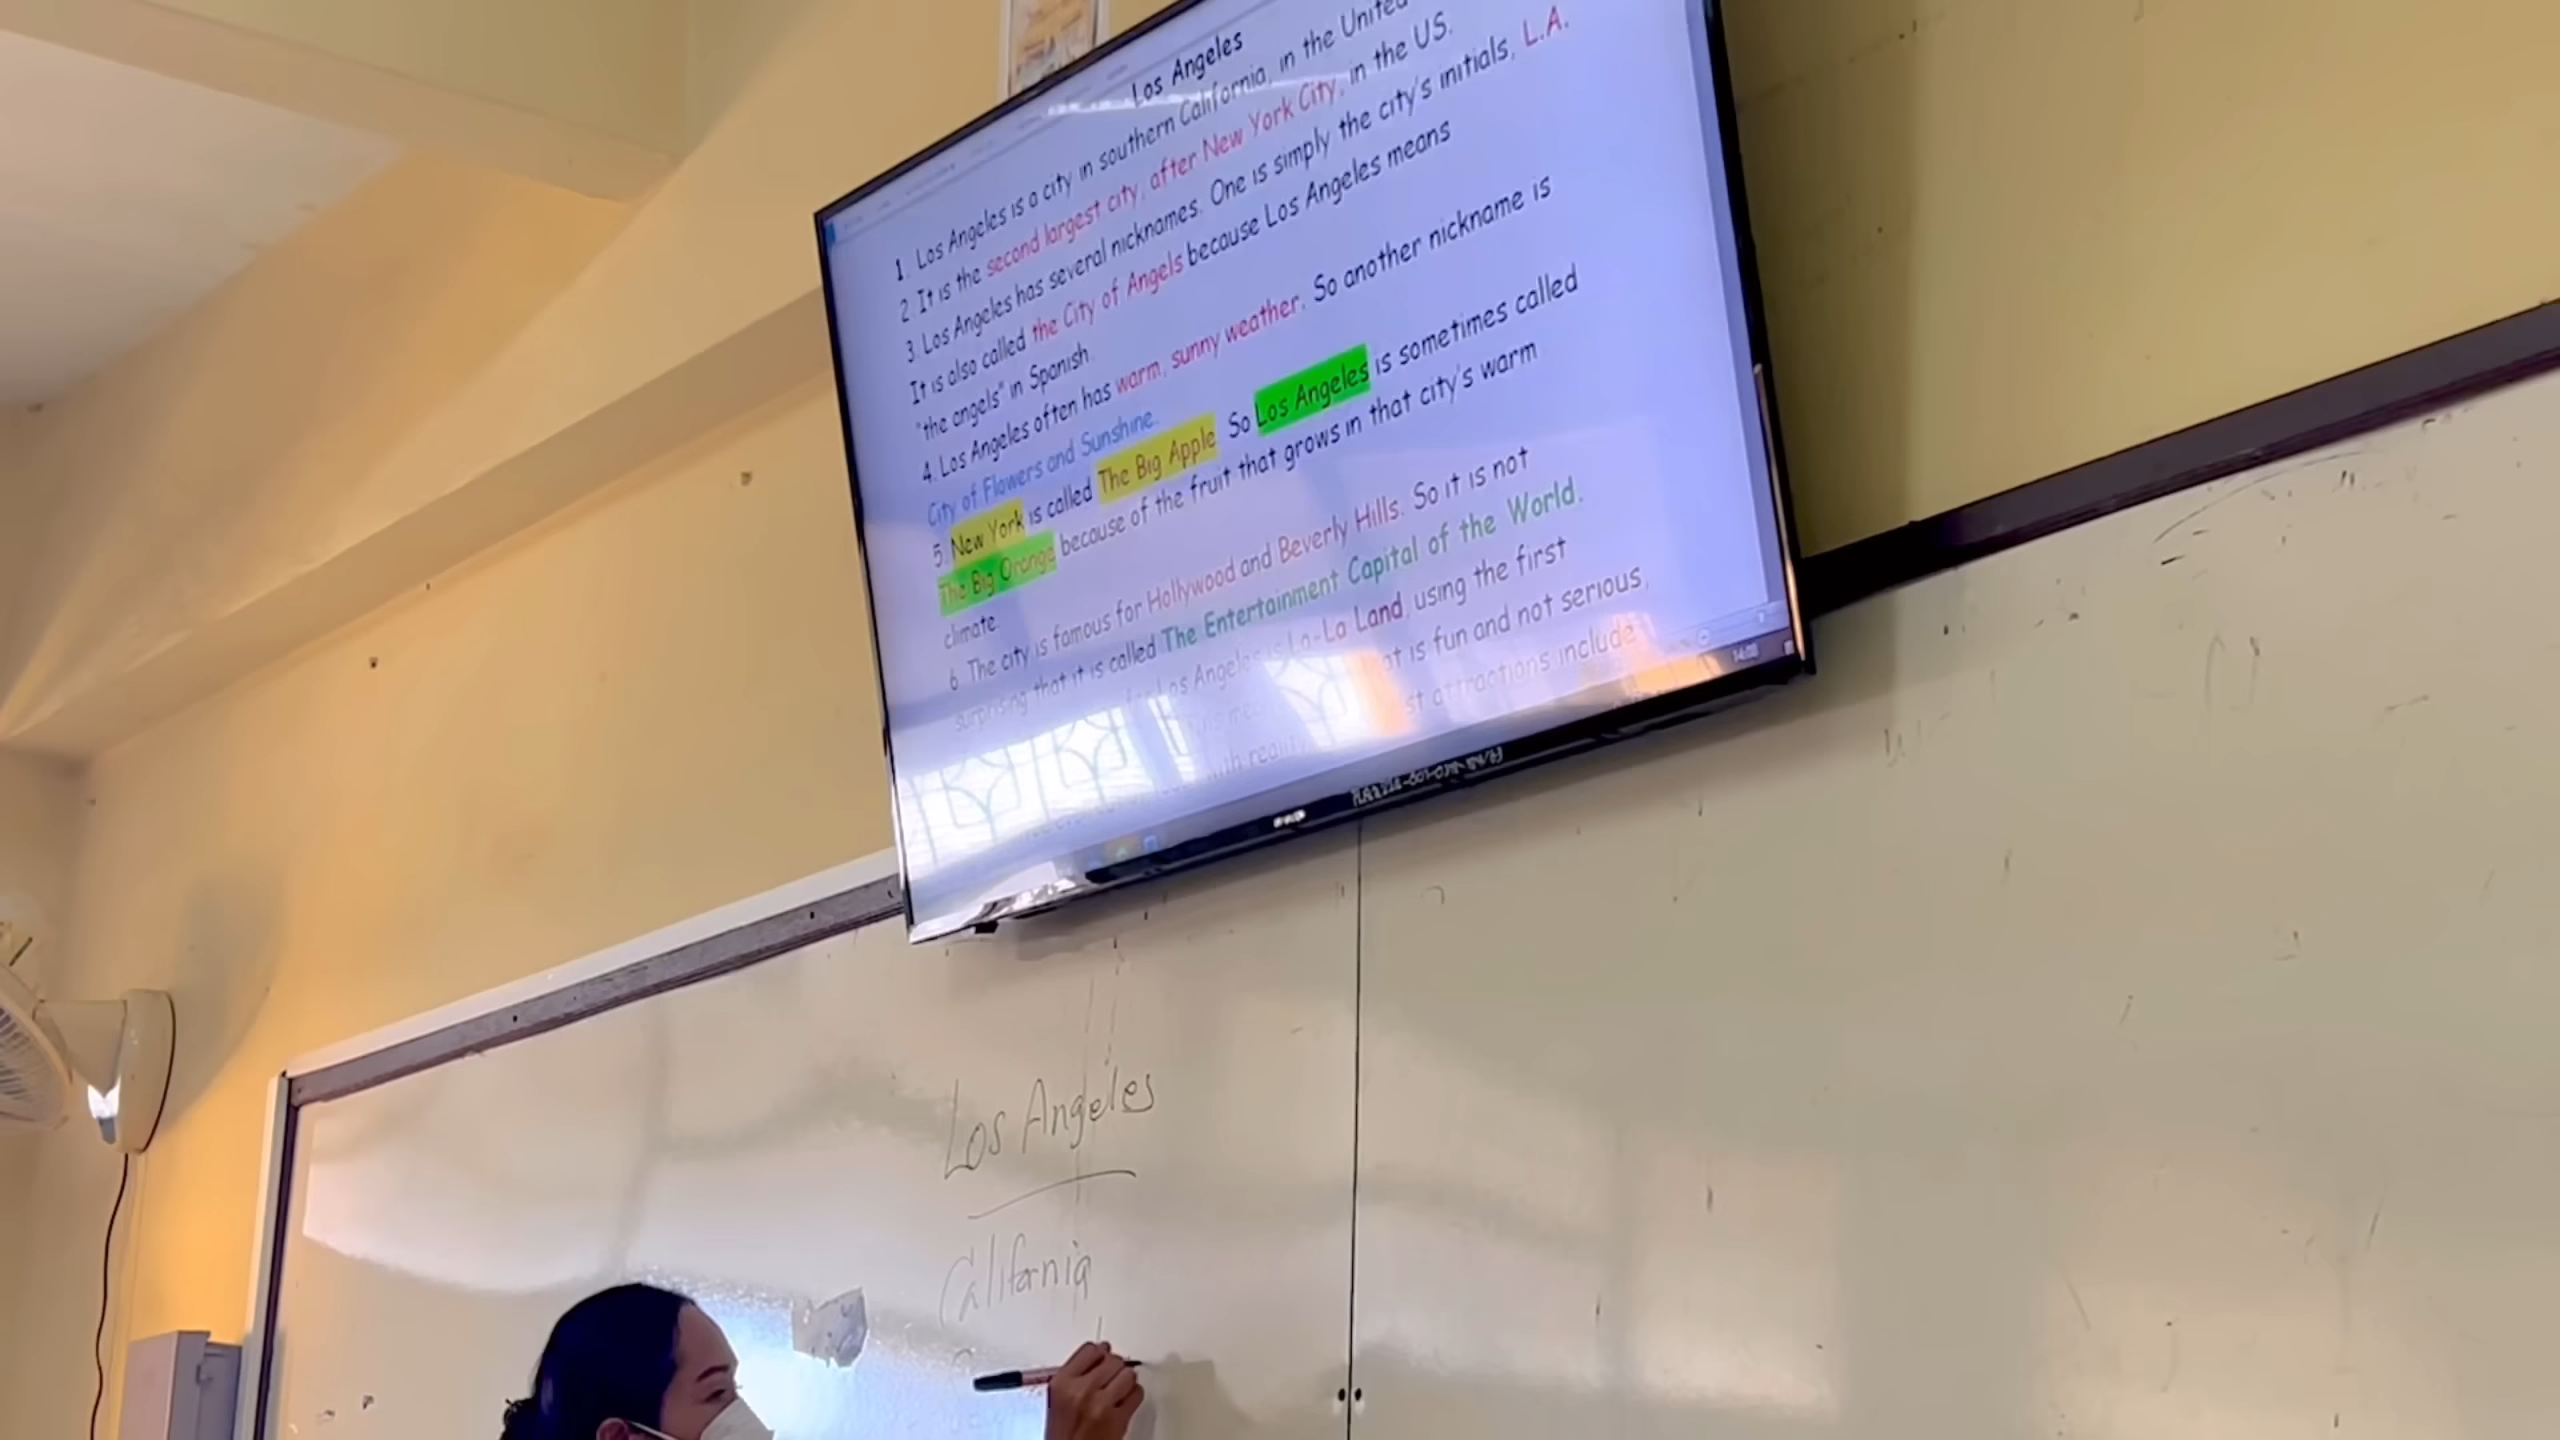 Los Angeles
1. Los Angeles is a city in southern California, in the United
2. It is the second largest city, after New York City, in the US.
3. Los Angeles has several nicknames. One is simply the city's initials, L.A.
It is also called the City of Angels because Los Angeles means
"the angels" in Spanish.
4. Los Angeles often has warm, sunny weather. So another nickname is
City of Flowers and Sunshine.
5. New York is called The Big Apple. So Los Angeles is sometimes called
The Big Orange because of the fruit that grows in that city's warm
climate.
6. The city is famous for Hollywood and Beverly Hills. So it is not
surprising that it is called The Entertainment Capital of the World.
Los Angeles is La-La Land, using the first
is fun and not serious,
with reality attractions include
Los Angeles
California